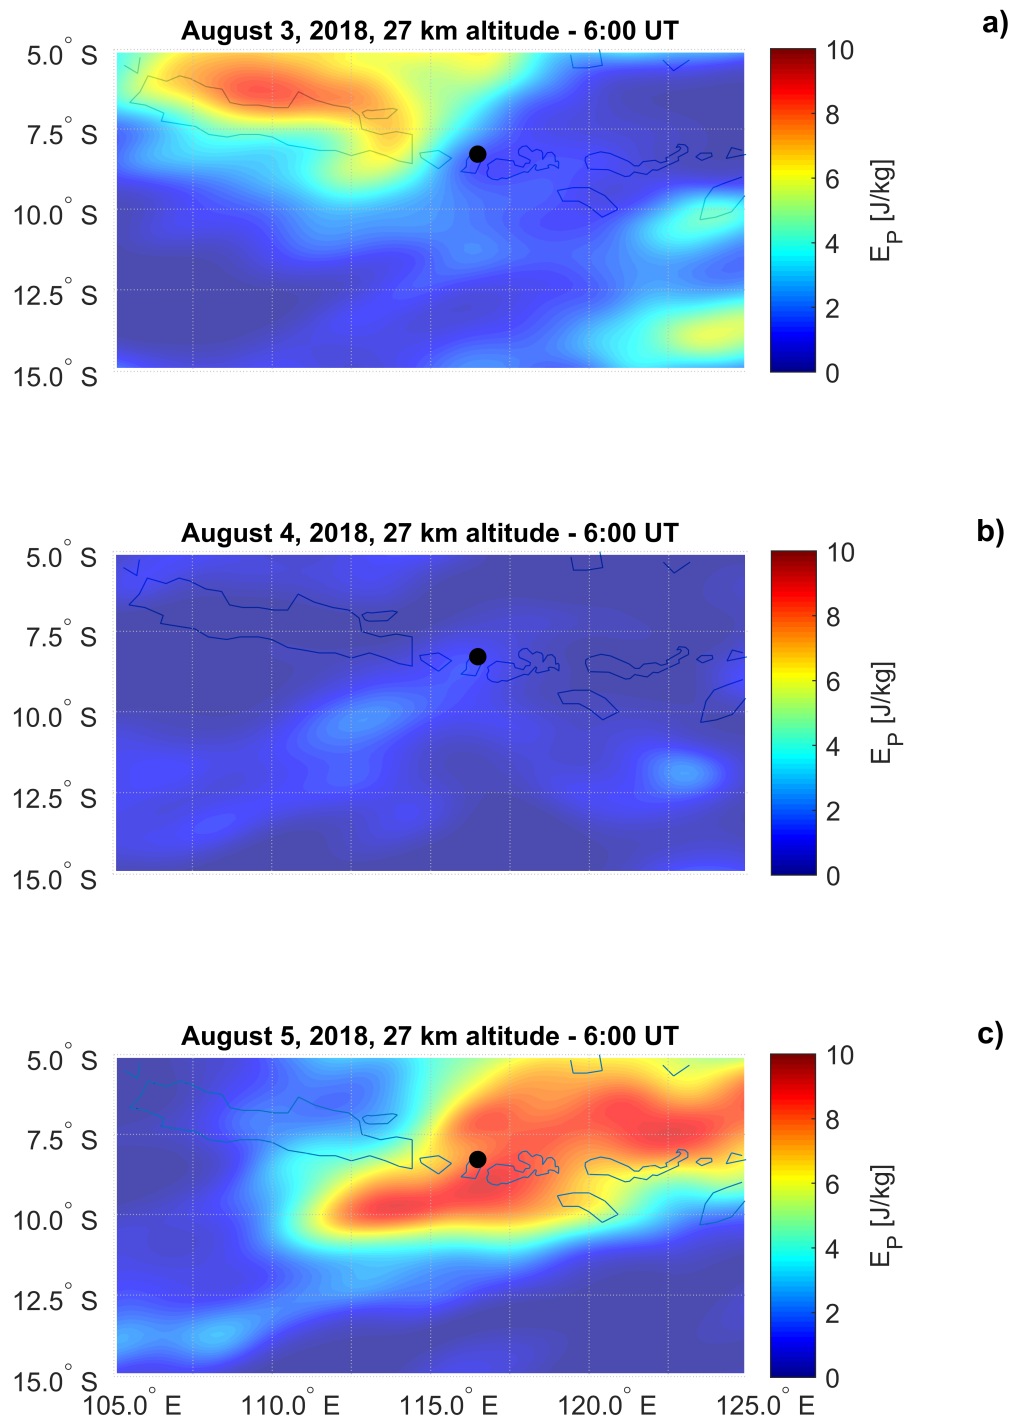 August 3, 2018, 27 km altitude - 6:00 UT
a)
5.0° S
7.5° S
10.0° S
12.5° S
15.0° S
10
8
6
4
2
0
E_P [J/kg]
August 4, 2018, 27 km altitude - 6:00 UT
b)
5.0° S
7.5° S
10.0° S
12.5° S
15.0° S
10
8
6
4
2
0
E_P [J/kg]
August 5, 2018, 27 km altitude - 6:00 UT
c)
5.0° S
7.5° S
10.0° S
12.5° S
15.0° S
105.0° E 110.0° E 115.0° E 120.0° E 125.0° E
10
8
6
4
2
0
E_P [J/kg]